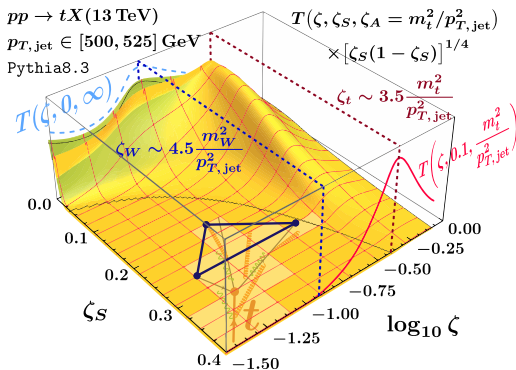 pp → tX(13 TeV)
p_{T, jet} ∈ [500, 525] GeV
Pythia8.3
T(ζ, ζ_S, ζ_A = m_t^2/p_{T, jet}^2)
×[ζ_S(1 − ζ_S)]^{1/4}
T(ζ, 0, ∞)
ζ_W ∼ 4.5 m_W^2/p_{T, jet}^2
ζ_t ∼ 3.5 m_t^2/p_{T, jet}^2
T(ζ, 0.1, m_t^2/p_{T, jet}^2)
0.0
0.1
0.2
0.3
0.4
ζ_S
t
−1.50
−1.25
−1.00
−0.75
−0.50
−0.25
0.00
log_{10} ζ